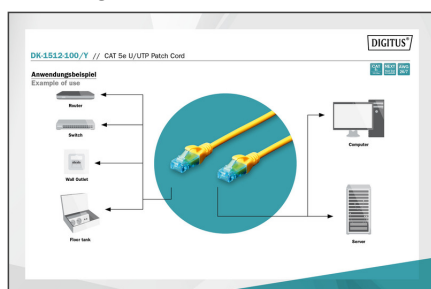 DIGITUS®
DK-1512-100/Y // CAT 5e U/UTP Patch Cord
Anwendungsbeispiel
Example of use
Router
Switch
Wall Outlet
Floor tank
Computer
Server